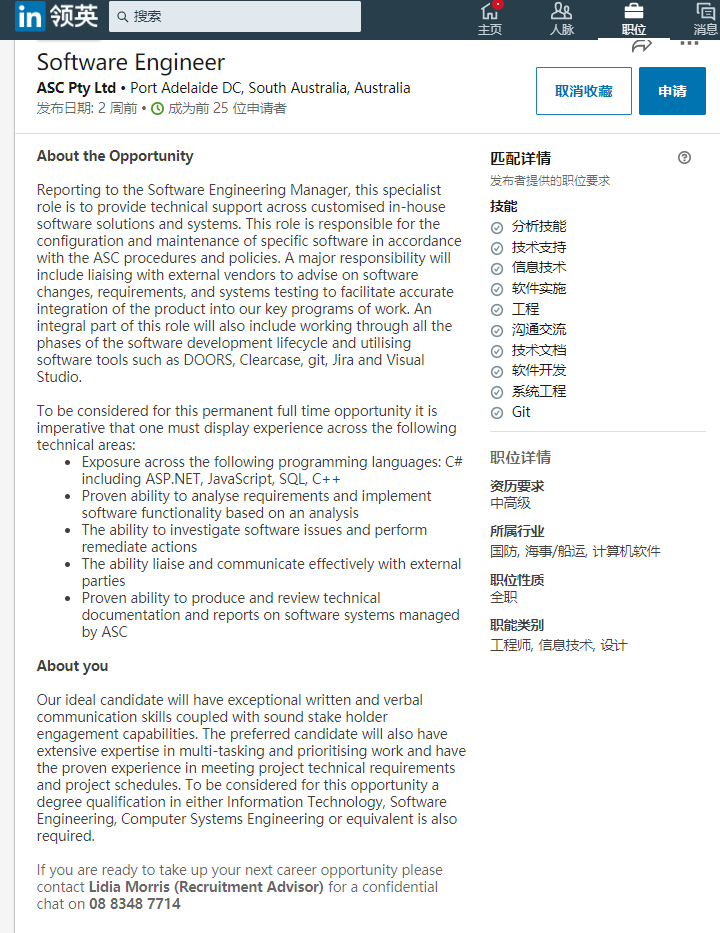 in 领英 搜索 主页 人脉 职位 消息
Software Engineer
ASC Pty Ltd • Port Adelaide DC, South Australia, Australia
发布日期: 2 周前 • 成为前 25 位申请者
取消收藏 申请
About the Opportunity
Reporting to the Software Engineering Manager, this specialist
role is to provide technical support across customised in-house
software solutions and systems. This role is responsible for the
configuration and maintenance of specific software in accordance
with the ASC procedures and policies. A major responsibility will
include liaising with external vendors to advise on software
changes, requirements, and systems testing to facilitate accurate
integration of the product into our key programs of work. An
integral part of this role will also include working through all the
phases of the software development lifecycle and utilising
software tools such as DOORS, Clearcase, git, Jira and Visual
Studio.
To be considered for this permanent full time opportunity it is
imperative that one must display experience across the following
technical areas:
• Exposure across the following programming languages: C#
including ASP.NET, JavaScript, SQL, C++
• Proven ability to analyse requirements and implement
software functionality based on an analysis
• The ability to investigate software issues and perform
remediate actions
• The ability liaise and communicate effectively with external
parties
• Proven ability to produce and review technical
documentation and reports on software systems managed
by ASC
About you
Our ideal candidate will have exceptional written and verbal
communication skills coupled with sound stake holder
engagement capabilities. The preferred candidate will also have
extensive expertise in multi-tasking and prioritising work and have
the proven experience in meeting project technical requirements
and project schedules. To be considered for this opportunity a
degree qualification in either Information Technology, Software
Engineering, Computer Systems Engineering or equivalent is also
required.
If you are ready to take up your next career opportunity please
contact Lidia Morris (Recruitment Advisor) for a confidential
chat on 08 8348 7714
匹配详情
发布者提供的职位要求
技能
分析技能
技术支持
信息技术
软件实施
工程
沟通交流
技术文档
软件开发
系统工程
Git
职位详情
资历要求
中高级
所属行业
国防, 海事/船运, 计算机软件
职位性质
全职
职能类别
工程师, 信息技术, 设计